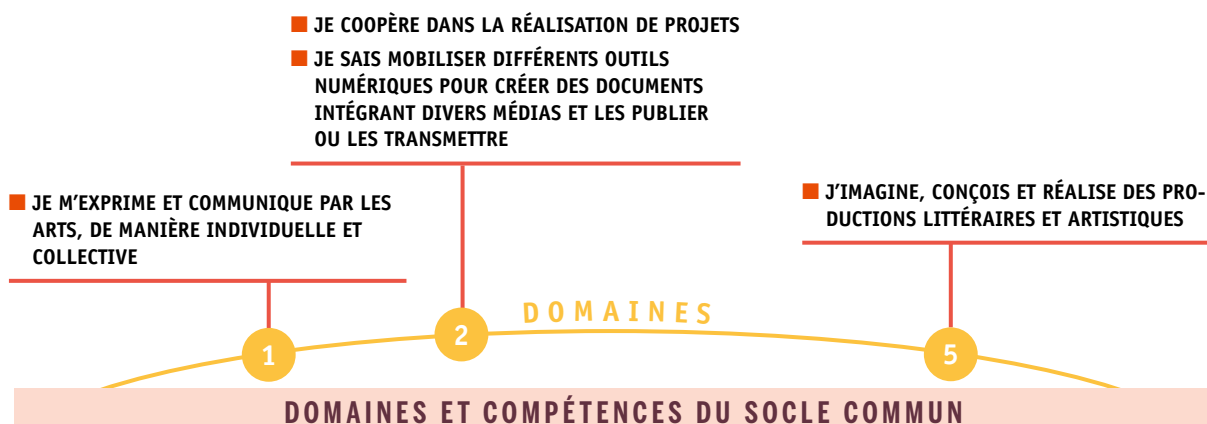 JE COOPÈRE DANS LA RÉALISATION DE PROJETS
JE SAIS MOBILISER DIFFÉRENTS OUTILS
NUMÉRIQUES POUR CRÉER DES DOCUMENTS
INTÉGRANT DIVERS MÉDIAS ET LES PUBLIER
OU LES TRANSMETTRE
JE M'EXPRIME ET COMMUNIQUE PAR LES
ARTS, DE MANIÈRE INDIVIDUELLE ET
COLLECTIVE
J'IMAGINE, CONÇOIS ET RÉALISE DES PRO-
DUCTIONS LITTÉRAIRES ET ARTISTIQUES
DOMAINES
1
2
5
DOMAINES ET COMPÉTENCES DU SOCLE COMMUN